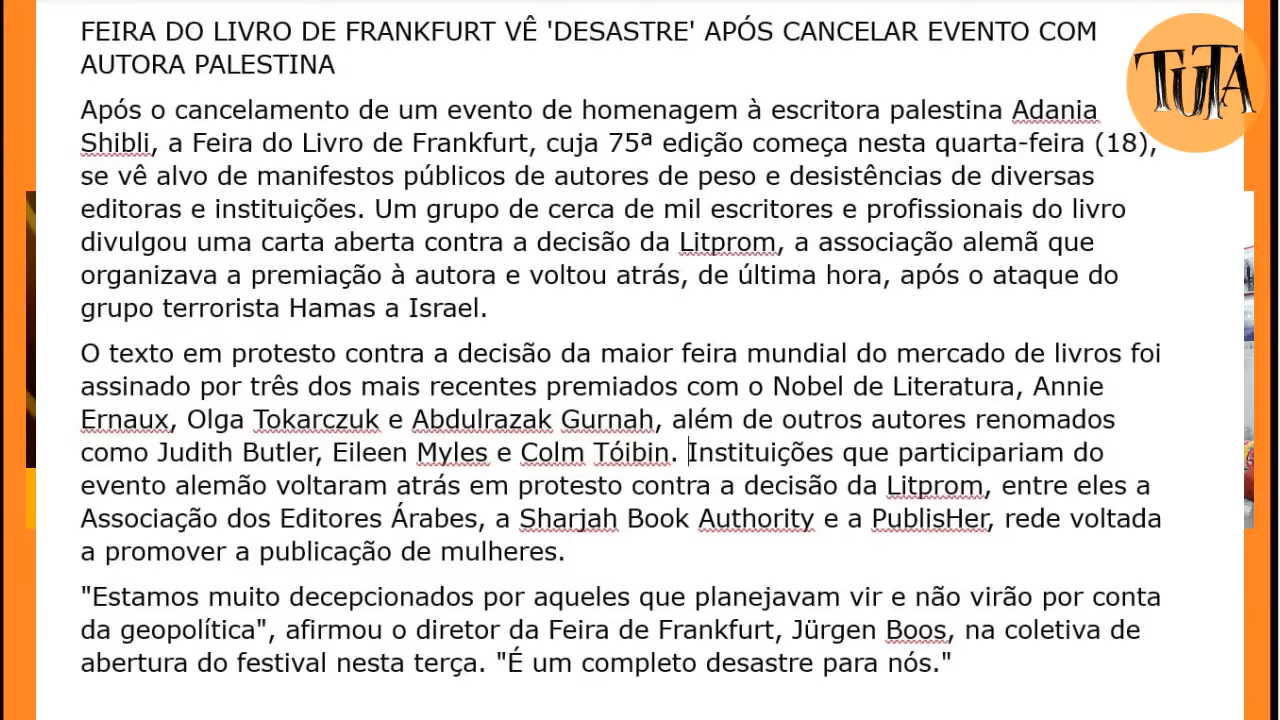 FEIRA DO LIVRO DE FRANKFURT VÊ 'DESASTRE' APÓS CANCELAR EVENTO COM
AUTORA PALESTINA
TUTA
Após o cancelamento de um evento de homenagem à escritora palestina Adania
Shibli, a Feira do Livro de Frankfurt, cuja 75ª edição começa nesta quarta-feira (18),
se vê alvo de manifestos públicos de autores de peso e desistências de diversas
editoras e instituições. Um grupo de cerca de mil escritores e profissionais do livro
divulgou uma carta aberta contra a decisão da Litprom, a associação alemã que
organizava a premiação à autora e voltou atrás, de última hora, após o ataque do
grupo terrorista Hamas a Israel.
O texto em protesto contra a decisão da maior feira mundial do mercado de livros foi
assinado por três dos mais recentes premiados com o Nobel de Literatura, Annie
Ernaux, Olga Tokarczuk e Abdulrazak Gurnah, além de outros autores renomados
como Judith Butler, Eileen Myles e Colm Tóibin. Instituições que participariam do
evento alemão voltaram atrás em protesto contra a decisão da Litprom, entre eles a
Associação dos Editores Árabes, a Sharjah Book Authority e a PublisHer, rede voltada
a promover a publicação de mulheres.
"Estamos muito decepcionados por aqueles que planejavam vir e não virão por conta
da geopolítica", afirmou o diretor da Feira de Frankfurt, Jürgen Boos, na coletiva de
abertura do festival nesta terça. "É um completo desastre para nós."